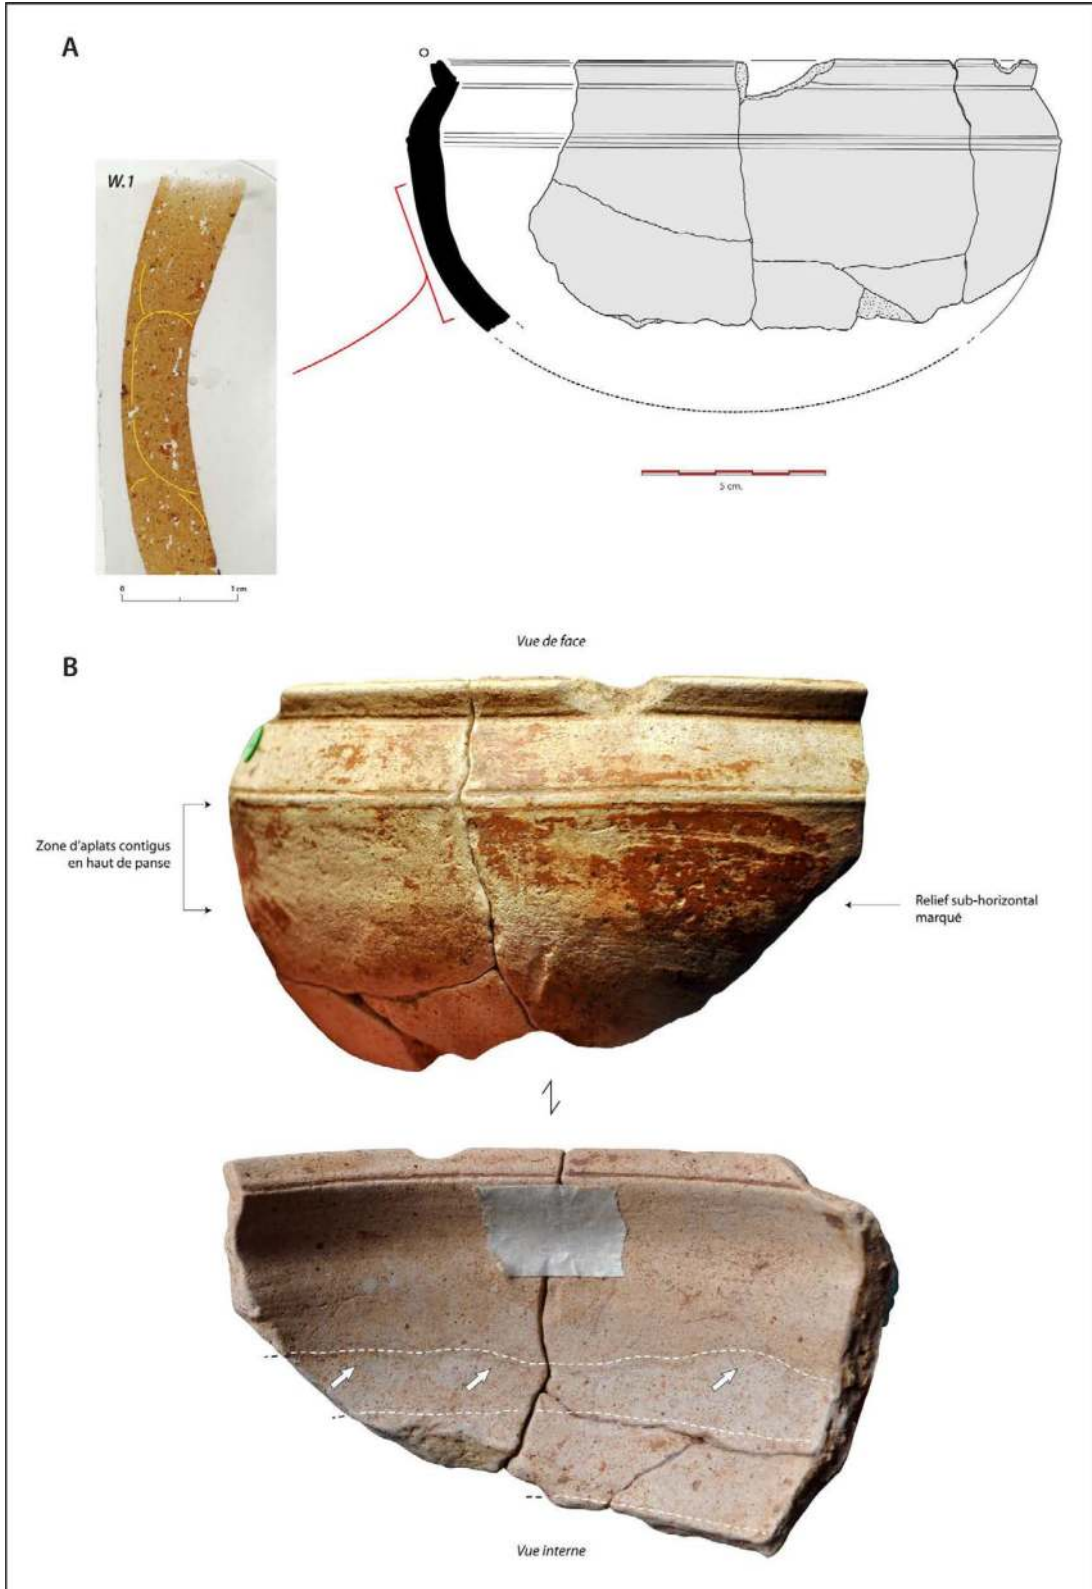 A
W.1
0 1 cm
5 cm.
Vue de face
B
Zone d'aplats contigus
en haut de panse
Relief sub-horizontal
marqué
Vue interne